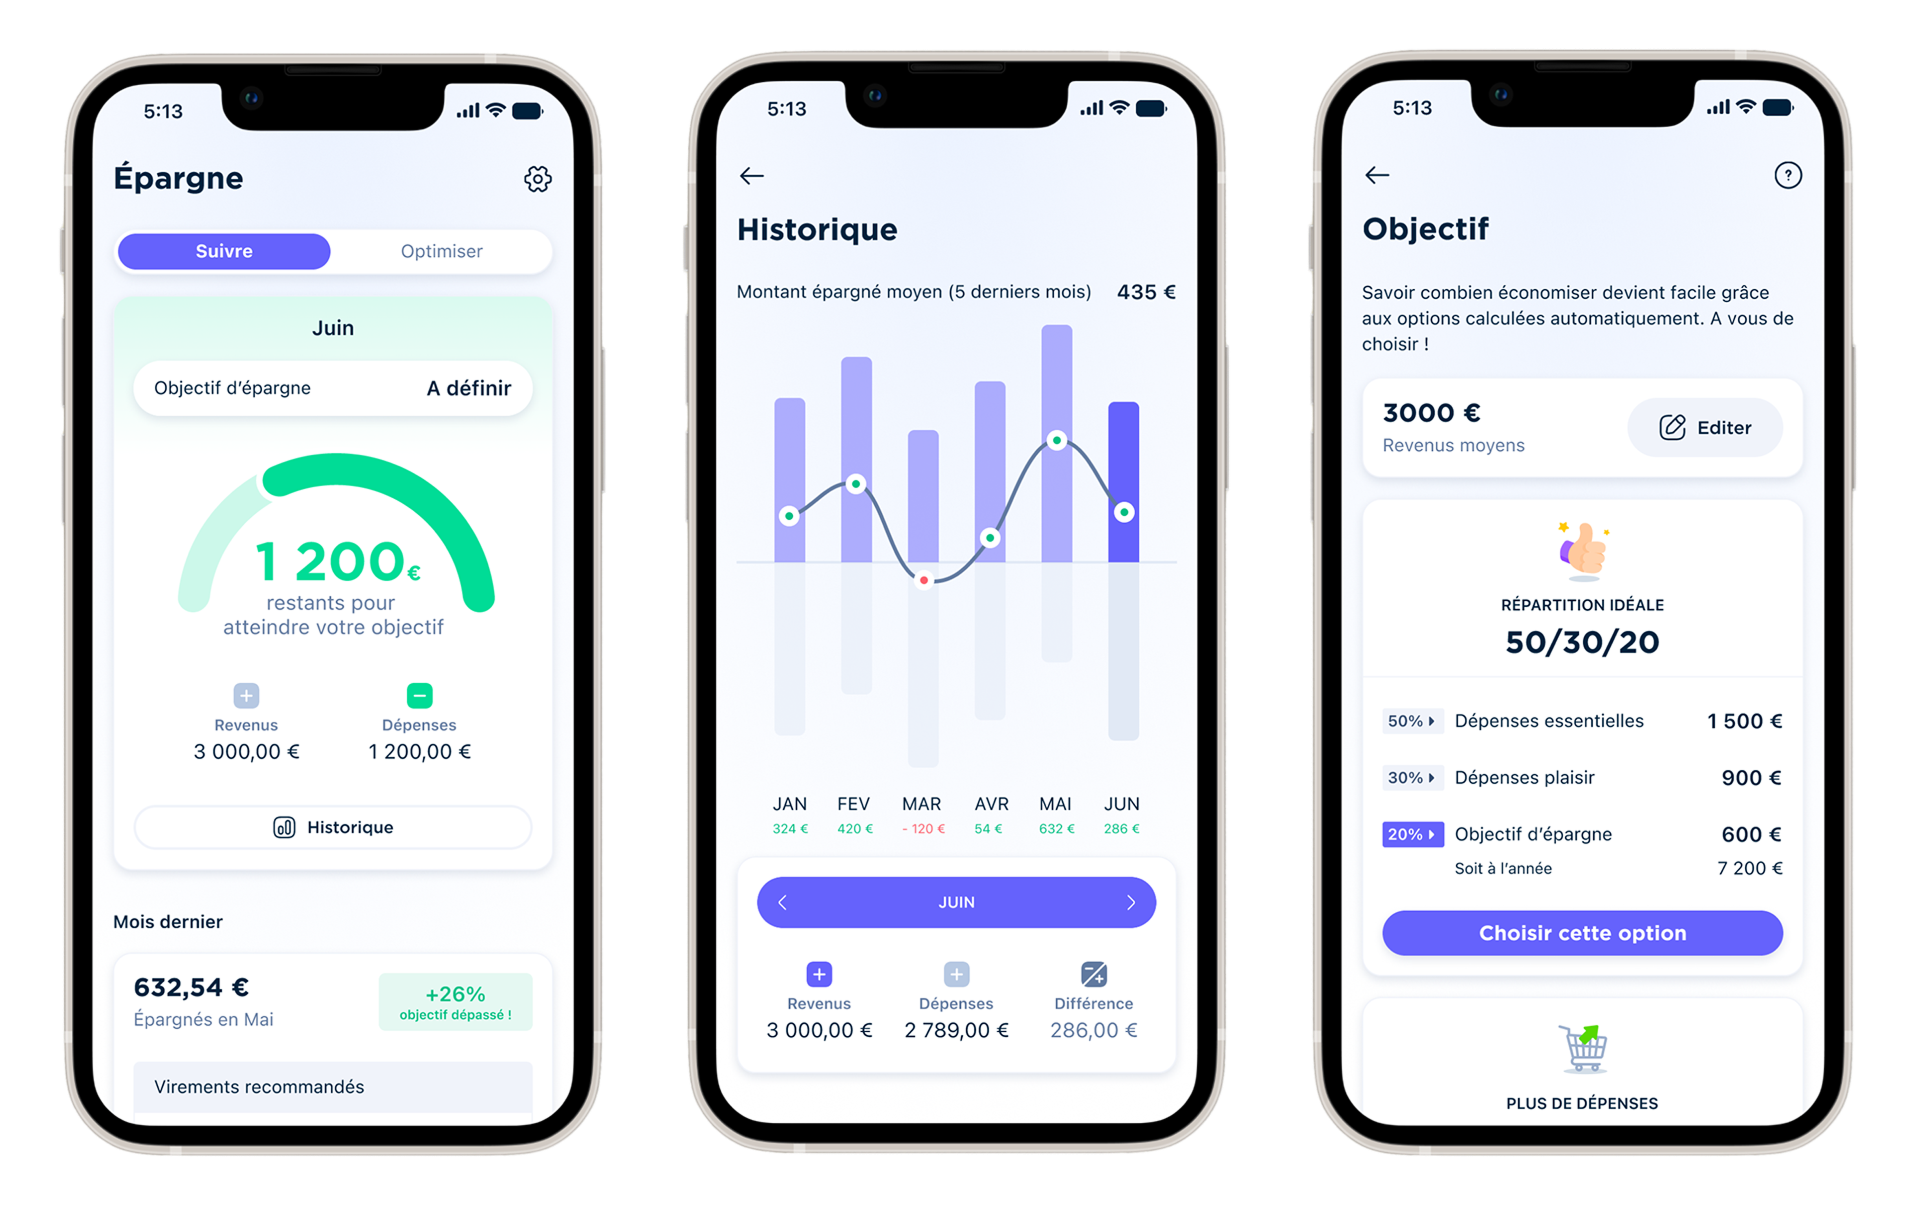 5:13
Épargne
Suivre
Optimiser
Juin
Objectif d'épargne
A définir
1 200€
restants pour
atteindre votre objectif
Revenus
Dépenses
3 000,00 €
1 200,00 €
Historique
Mois dernier
632,54 €
Épargnés en Mai
+26%
objectif dépassé !
Virements recommandés
5:13
Historique
Montant épargné moyen (5 derniers mois)
435 €
JAN FEV MAR AVR MAI JUN
324 € 420 € - 120 € 54 € 632 € 286 €
JUIN
Revenus
Dépenses
Différence
3 000,00 €
2 789,00 €
286,00 €
5:13
?
Objectif
Savoir combien économiser devient facile grâce
aux options calculées automatiquement. A vous de
choisir !
3000 €
Revenus moyens
Editer
RÉPARTITION IDÉALE
50/30/20
50% Dépenses essentielles 1 500 €
30% Dépenses plaisir 900 €
20% Objectif d'épargne 600 €
Soit à l'année 7 200 €
Choisir cette option
PLUS DE DÉPENSES